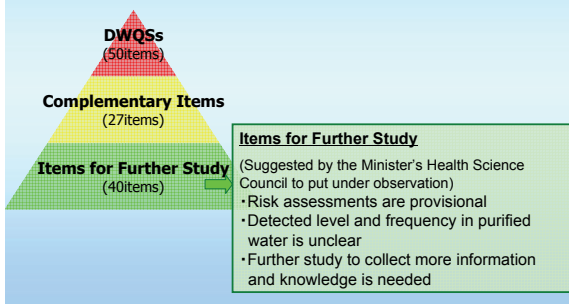 DWQSs
(50items)
Complementary Items
(27items)
Items for Further Study
(40items)
Items for Further Study
(Suggested by the Minister's Health Science
Council to put under observation)
・Risk assessments are provisional
・Detected level and frequency in purified
water is unclear
・Further study to collect more information
and knowledge is needed